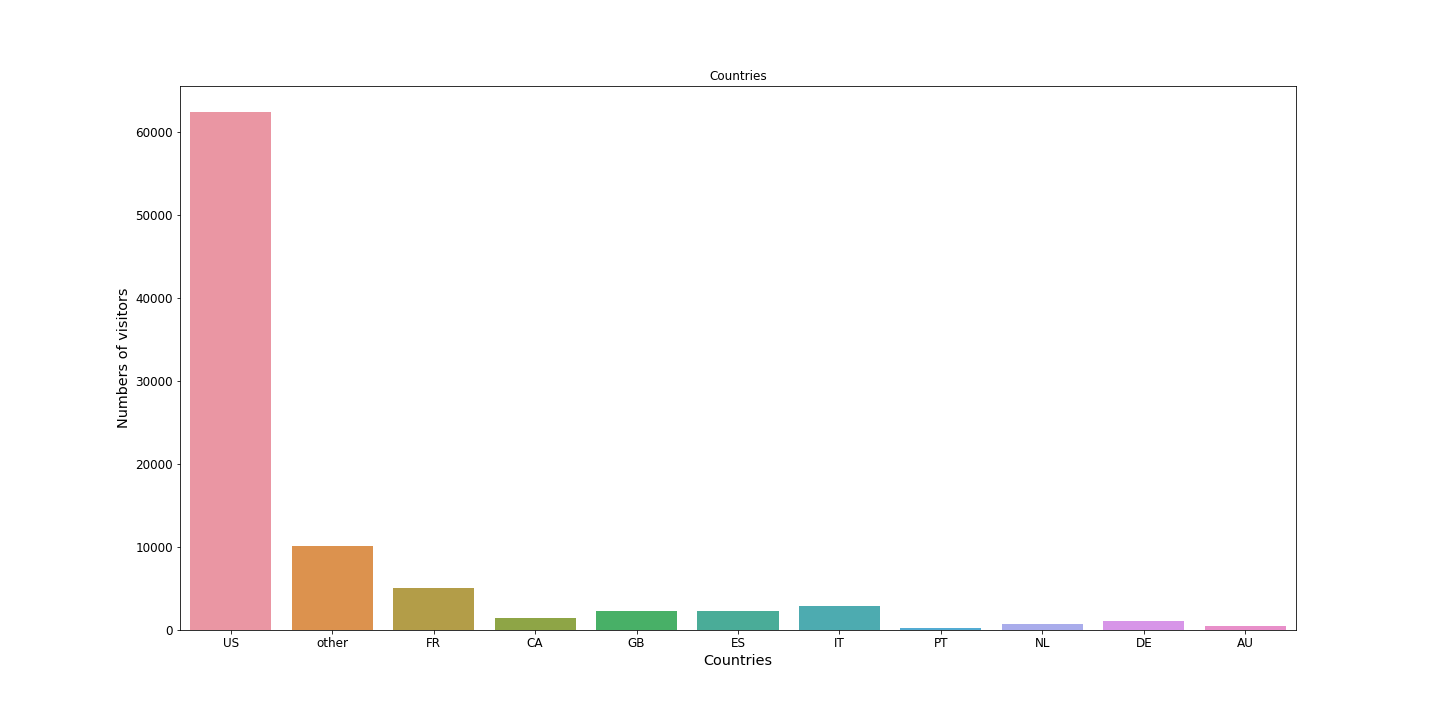 Countries
60000
50000
40000
30000
20000
10000
0
Numbers of visitors
US other FR CA GB ES IT PT NL DE AU
Countries